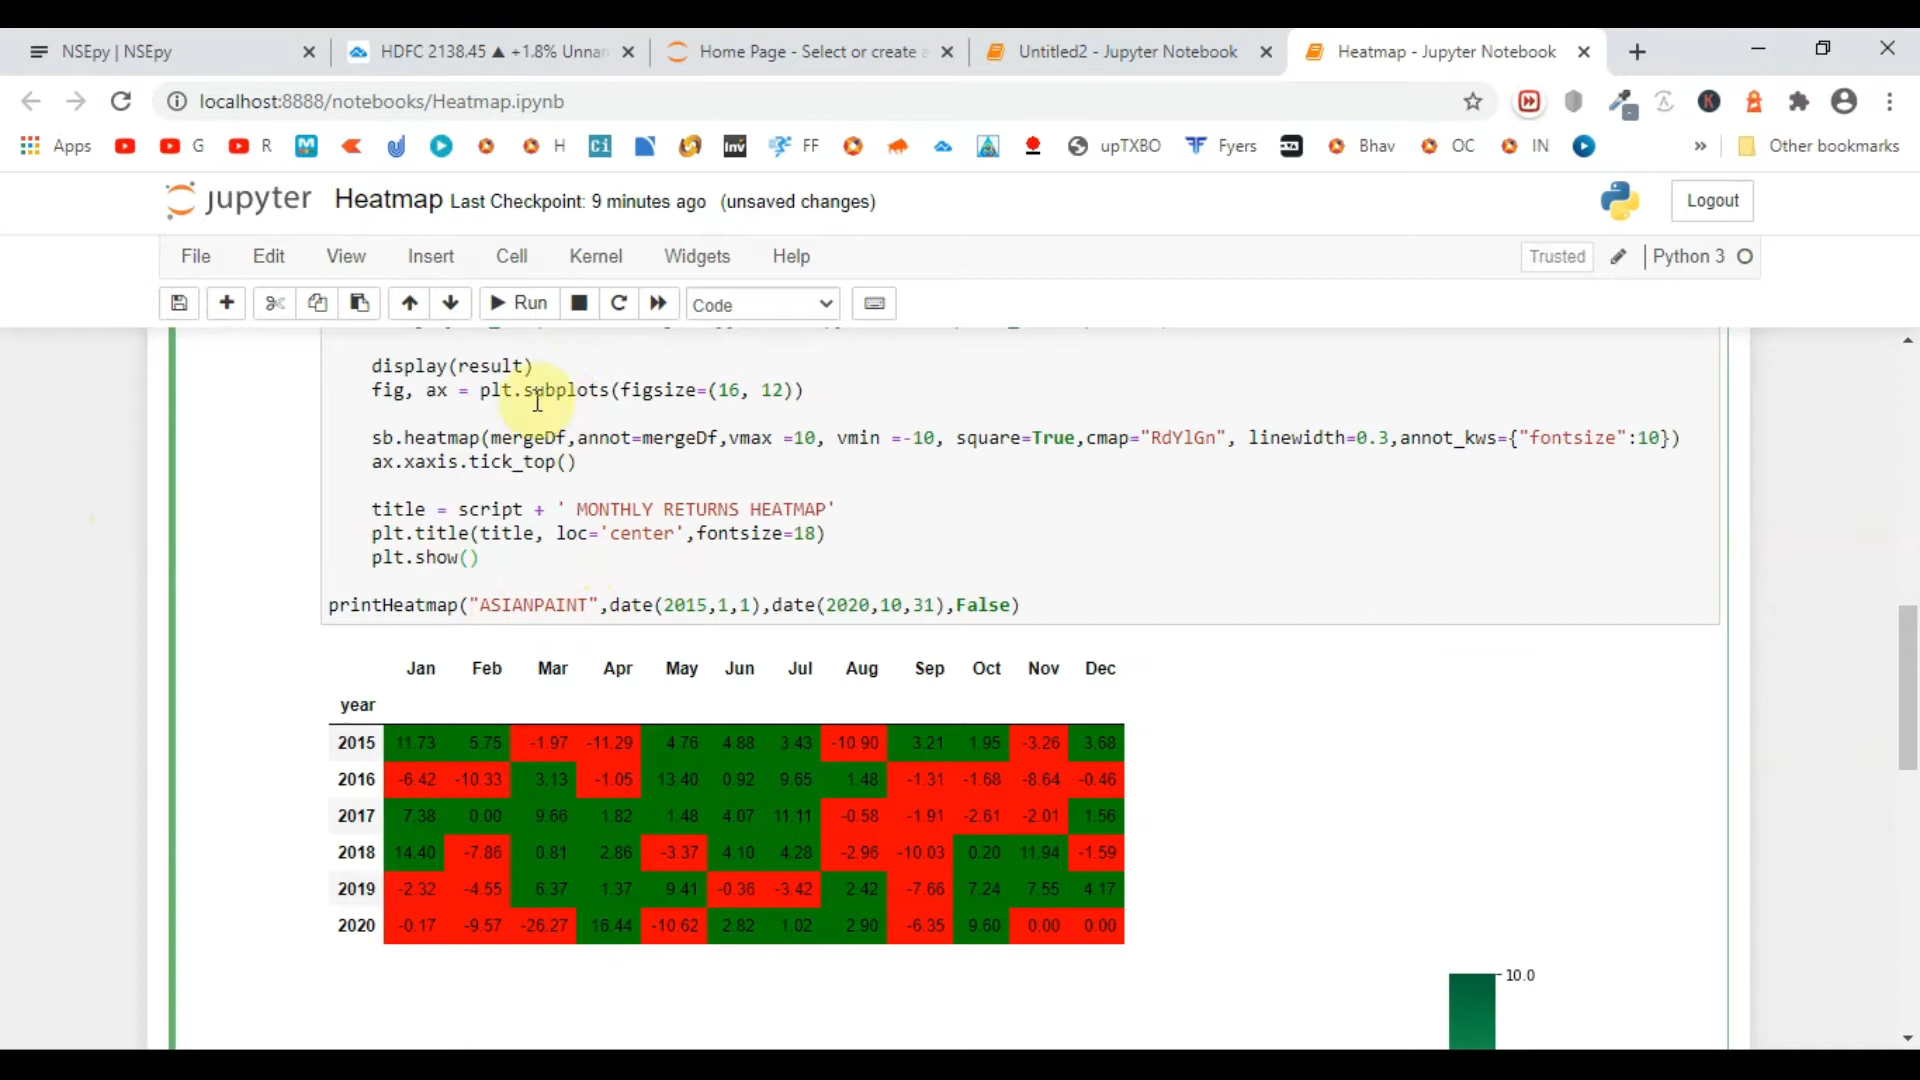 NSEpy | NSEpy
HDFC 2138.45 ▲ +1.8% Unnar
Home Page - Select or create a
Untitled2 - Jupyter Notebook
Heatmap - Jupyter Notebook
localhost:8888/notebooks/Heatmap.ipynb
Apps G R H Ci Inv FF upTXBO Fyers Bhav OC IN » Other bookmarks
jupyter Heatmap Last Checkpoint: 9 minutes ago (unsaved changes) Logout
File Edit View Insert Cell Kernel Widgets Help Trusted Python 3
Run Code
display(result)
fig, ax = plt.subplots(figsize=(16, 12))
sb.heatmap(mergeDf,annot=mergeDf,vmax =10, vmin =-10, square=True,cmap="RdYlGn", linewidth=0.3,annot_kws={"fontsize":10})
ax.xaxis.tick_top()
title = script + ' MONTHLY RETURNS HEATMAP'
plt.title(title, loc='center',fontsize=18)
plt.show()
printHeatmap("ASIANPAINT",date(2015,1,1),date(2020,10,31),False)
Jan Feb Mar Apr May Jun Jul Aug Sep Oct Nov Dec
year
2015 11.73 5.75 -1.97 -11.29 4.76 4.88 3.43 -10.90 3.21 1.95 -3.26 3.68
2016 -6.42 -10.33 3.13 -1.05 13.40 0.92 9.65 1.48 -1.31 -1.68 -8.64 -0.46
2017 7.38 0.00 9.66 1.82 1.48 4.07 11.11 -0.58 -1.91 -2.61 -2.01 1.56
2018 14.40 -7.86 0.81 2.86 -3.37 4.10 4.28 -2.96 -10.03 0.20 11.94 -1.59
2019 -2.32 -4.55 6.37 1.37 9.41 -0.36 -3.42 2.42 -7.66 7.24 7.55 4.17
2020 -0.17 -9.57 -26.27 16.44 -10.62 2.82 1.02 2.90 -6.35 9.60 0.00 0.00
10.0